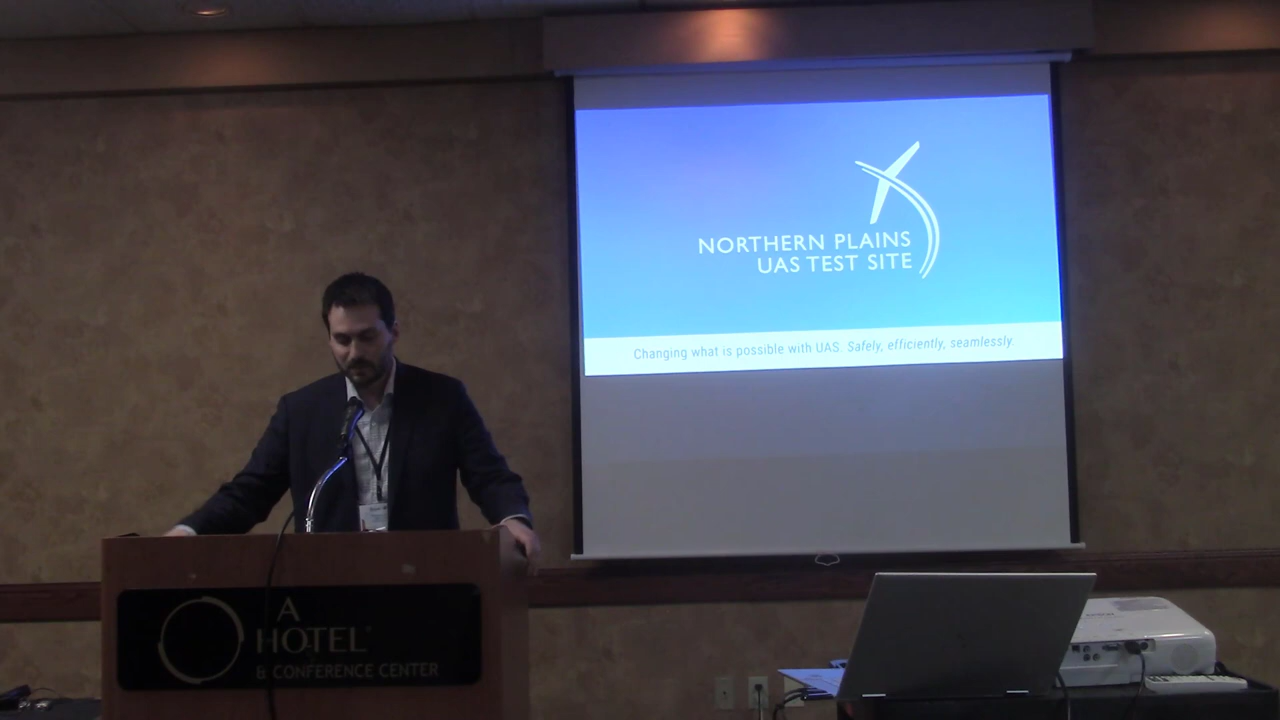 NORTHERN PLAINS
UAS TEST SITE
Changing what is possible with UAS. Safely, efficiently, seamlessly.
A
HOTEL
& CONFERENCE CENTER